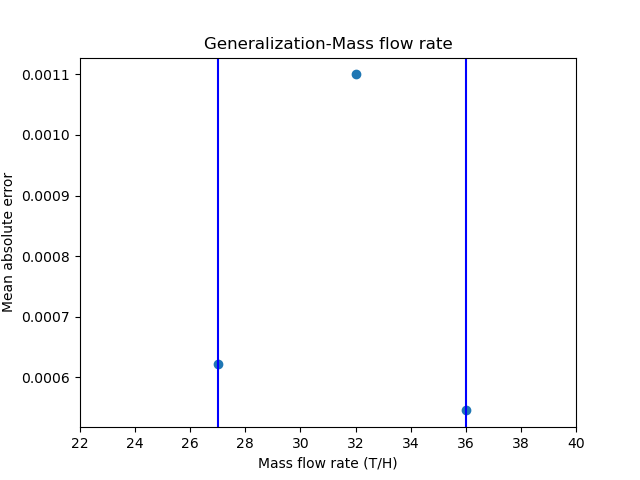 Generalization-Mass flow rate
Mean absolute error
0.0011
0.0010
0.0009
0.0008
0.0007
0.0006
22 24 26 28 30 32 34 36 38 40
Mass flow rate (T/H)